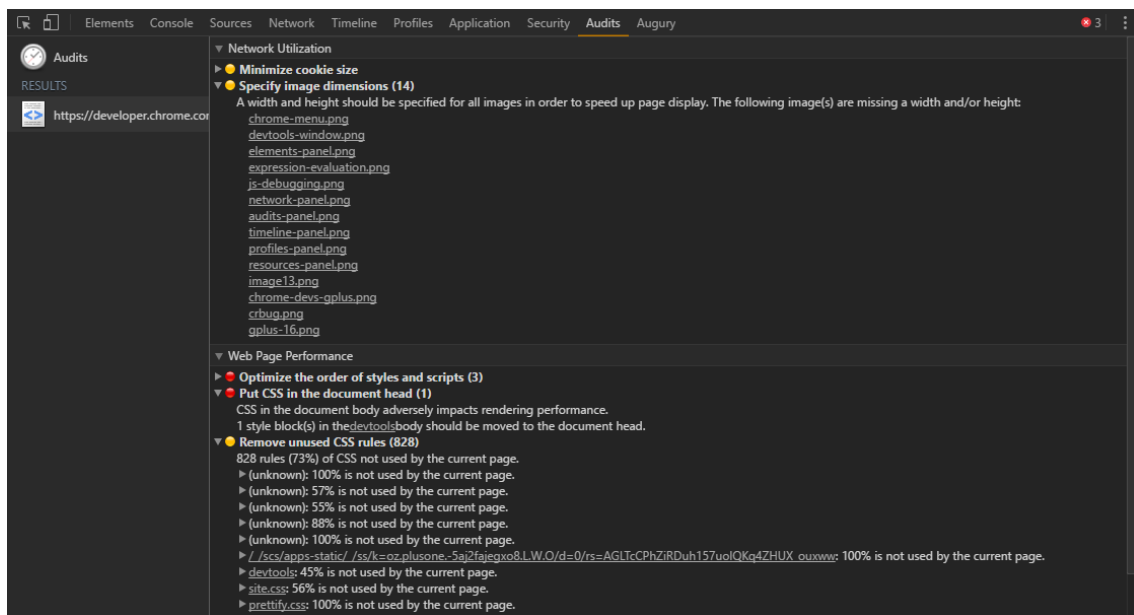 Elements Console Sources Network Timeline Profiles Application Security Audits Augury 3
Audits
RESULTS
https://developer.chrome.con
Network Utilization
Minimize cookie size
Specify image dimensions (14)
A width and height should be specified for all images in order to speed up page display. The following image(s) are missing a width and/or height:
chrome-menu.png
devtools-window.png
elements-panel.png
expression-evaluation.png
js-debugging.png
network-panel.png
audits-panel.png
timeline-panel.png
profiles-panel.png
resources-panel.png
image13.png
chrome-devs-gplus.png
crbug.png
gplus-16.png
Web Page Performance
Optimize the order of styles and scripts (3)
Put CSS in the document head (1)
CSS in the document body adversely impacts rendering performance.
1 style block(s) in thedevtoolsbody should be moved to the document head.
Remove unused CSS rules (828)
828 rules (73%) of CSS not used by the current page.
(unknown): 100% is not used by the current page.
(unknown): 57% is not used by the current page.
(unknown): 55% is not used by the current page.
(unknown): 88% is not used by the current page.
(unknown): 100% is not used by the current page.
/_/scs/apps-static/_/ss/k=oz.plusone.-5aj2fajegxo8.L.W.O/d=0/rs=AGLTcCPhZiRDuh157uolQKq4ZHUX_ouxww: 100% is not used by the current page.
devtools: 45% is not used by the current page.
site.css: 56% is not used by the current page.
prettify.css: 100% is not used by the current page.